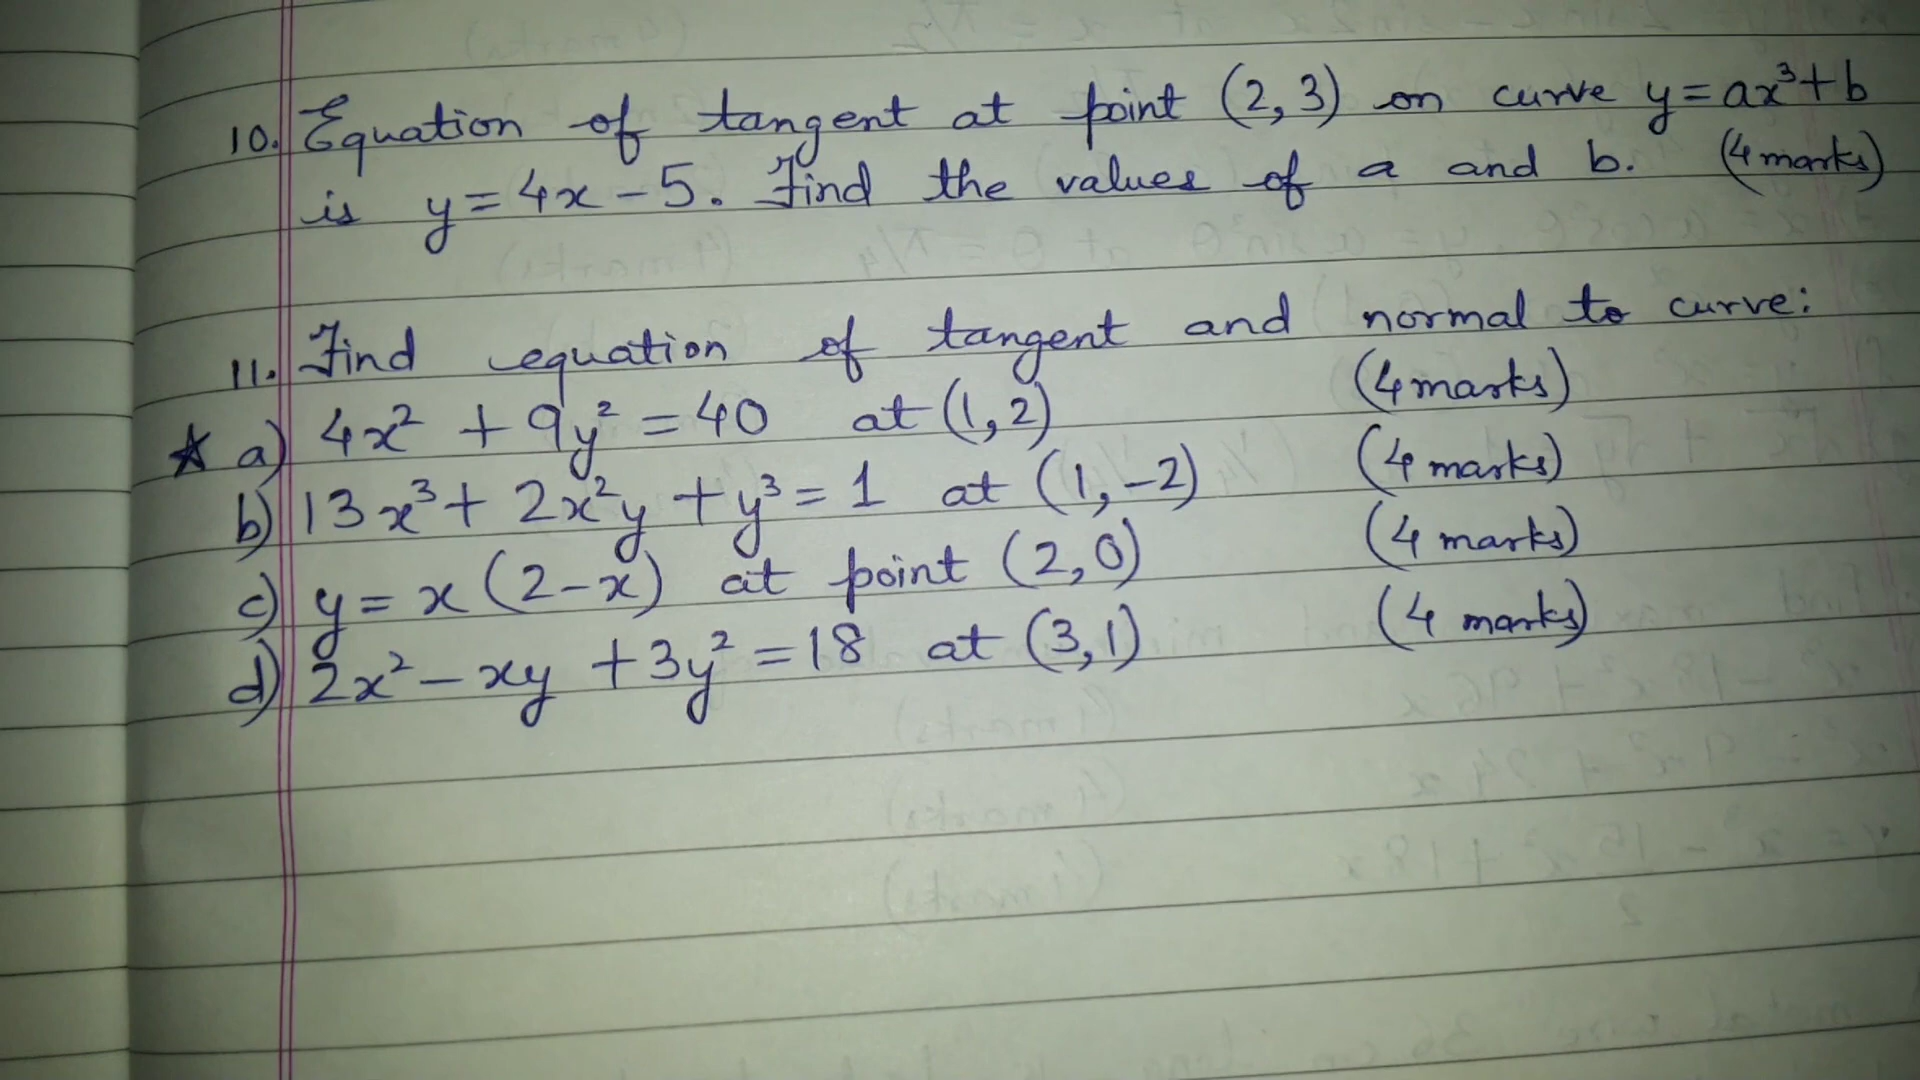 10. Equation of tangent at point (2, 3) on curve y = ax³ + b
is y = 4x - 5. Find the values of a and b. (4 marks)
11. Find equation of tangent and normal to curve:
★ a) 4x² + 9y² = 40 at (1, 2) (4 marks)
b) 13x³ + 2x²y + y³ = 1 at (1, -2) (4 marks)
c) y = x (2 - x) at point (2, 0) (4 marks)
d) 2x² - xy + 3y² = 18 at (3, 1) (4 marks)